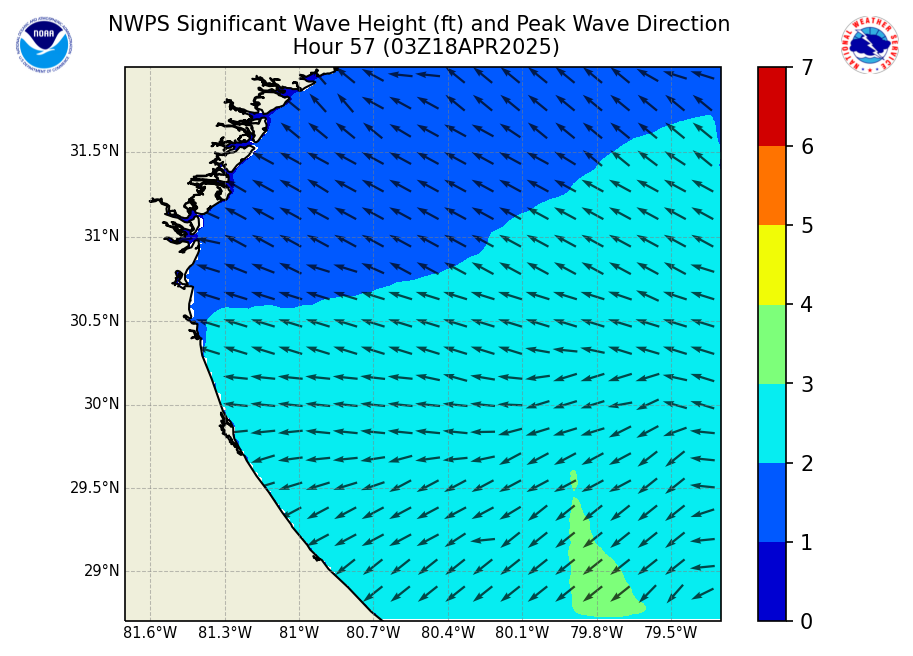 NWPS Significant Wave Height (ft) and Peak Wave Direction
Hour 57 (03Z18APR2025)
NOAA
NATIONAL WEATHER SERVICE
31.5°N
31°N
30.5°N
30°N
29.5°N
29°N
81.6°W 81.3°W 81°W 80.7°W 80.4°W 80.1°W 79.8°W 79.5°W
7
6
5
4
3
2
1
0